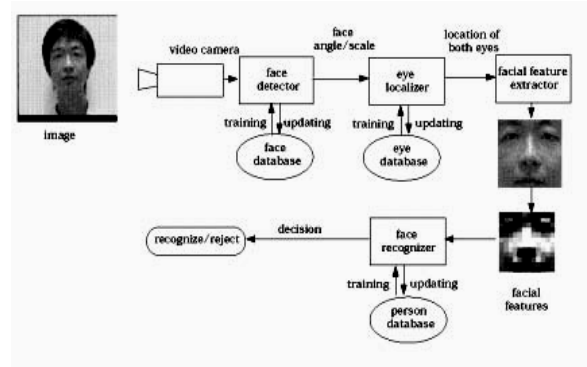 image
video camera
face
detector
training
updating
face
database
face
angle/scale
eye
localizer
training
updating
eye
database
location of
both eyes
facial feature
extractor
facial
features
face
recognizer
training
updating
person
database
decision
recognize/reject